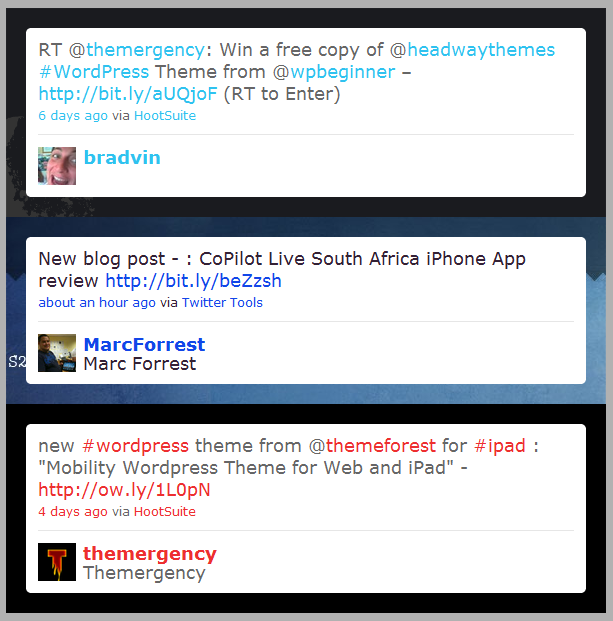 RT @themergency: Win a free copy of @headwaythemes
#WordPress Theme from @wpbeginner –
http://bit.ly/aUQjoF (RT to Enter)
6 days ago via HootSuite
bradvin
New blog post - : CoPilot Live South Africa iPhone App
review http://bit.ly/beZzsh
about an hour ago via Twitter Tools
S2
MarcForrest
Marc Forrest
new #wordpress theme from @themeforest for #ipad :
"Mobility Wordpress Theme for Web and iPad" -
http://ow.ly/1L0pN
4 days ago via HootSuite
T
themergency
Themergency